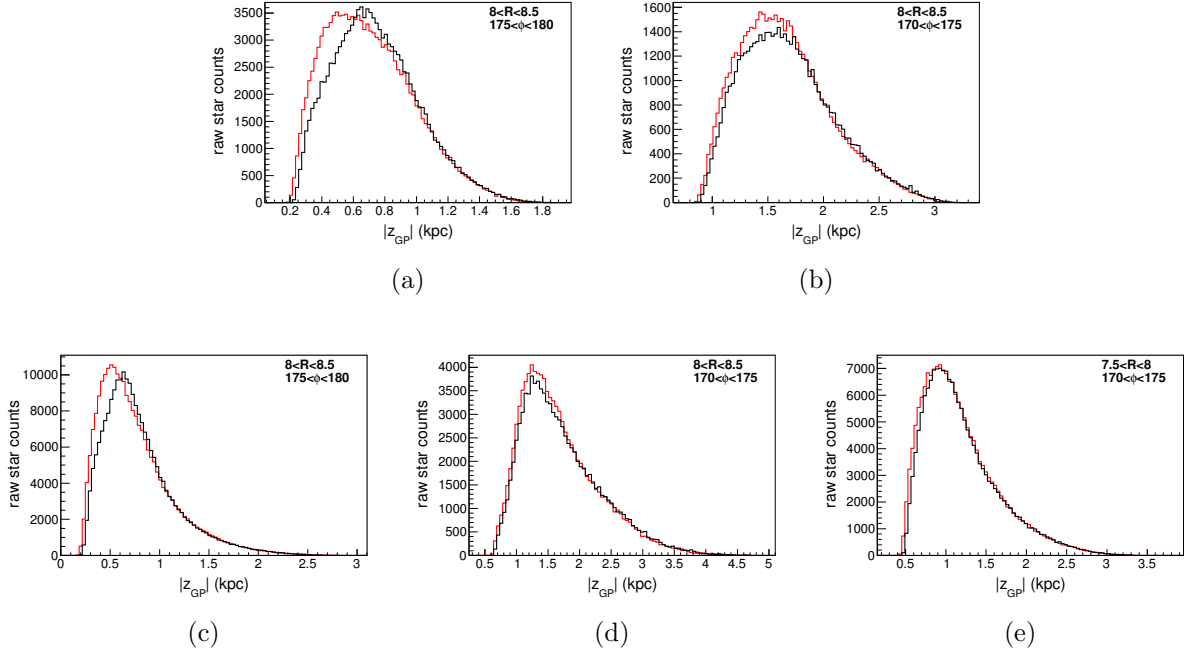 8<R<8.5
175<ϕ<180
raw star counts
3500
3000
2500
2000
1500
1000
500
0
0.2 0.4 0.6 0.8 1 1.2 1.4 1.6 1.8
|z_GP| (kpc)
(a)
8<R<8.5
170<ϕ<175
raw star counts
1600
1400
1200
1000
800
600
400
200
0
1 1.5 2 2.5 3
|z_GP| (kpc)
(b)
8<R<8.5
175<ϕ<180
raw star counts
10000
8000
6000
4000
2000
0
0 0.5 1 1.5 2 2.5 3
|z_GP| (kpc)
(c)
8<R<8.5
170<ϕ<175
raw star counts
4000
3500
3000
2500
2000
1500
1000
500
0
0.5 1 1.5 2 2.5 3 3.5 4 4.5 5
|z_GP| (kpc)
(d)
7.5<R<8
170<ϕ<175
raw star counts
8000
7000
6000
5000
4000
3000
2000
1000
0
0.5 1 1.5 2 2.5 3 3.5
|z_GP| (kpc)
(e)